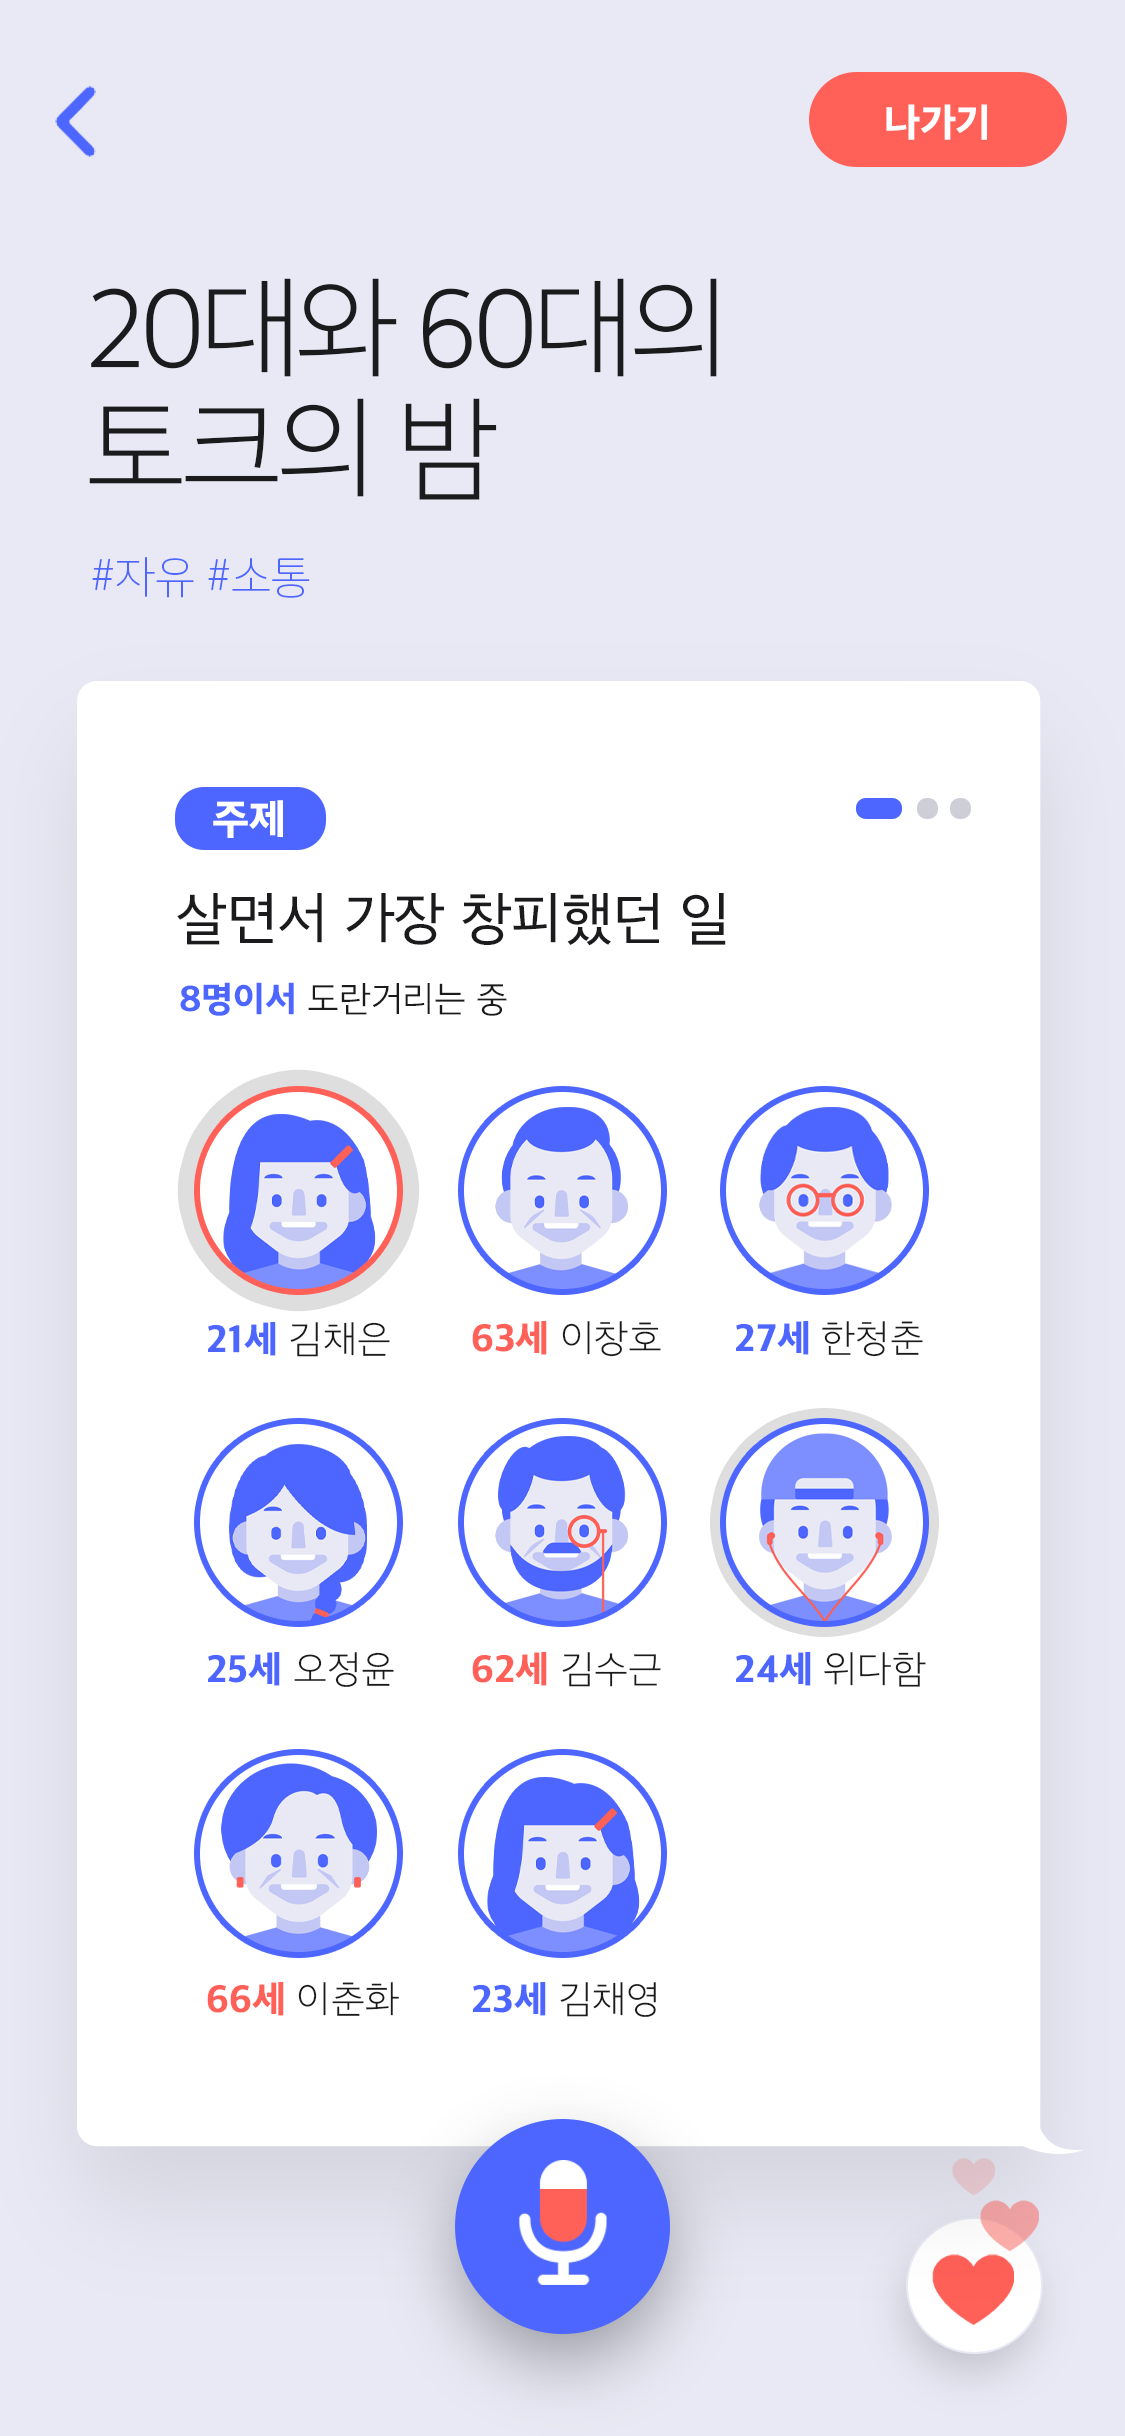 나가기
20대와 60대의
토크의 밤
#자유 #소통
주제
살면서 가장 창피했던 일
8명이서 도란거리는 중
21세 김채은
63세 이창호
27세 한청춘
25세 오정윤
62세 김수근
24세 위다함
66세 이춘화
23세 김채영